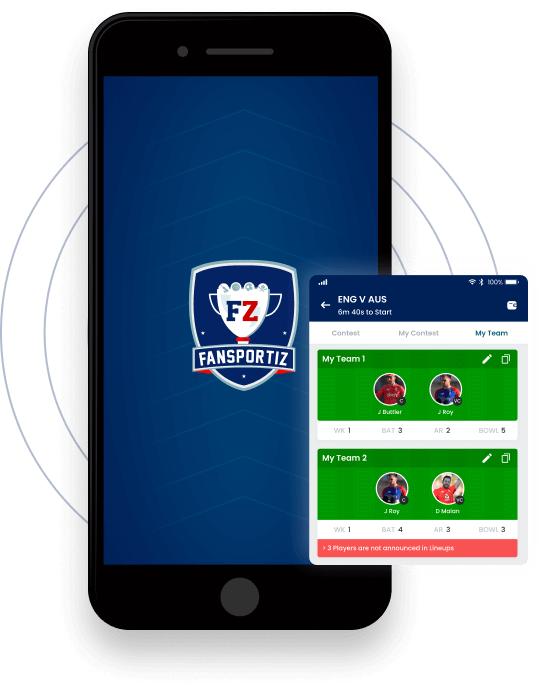 FZ
FANSPORTIZ
100%
ENG V AUS
6m 40s to Start
Contest My Contest My Team
My Team 1
C VC
J Buttler J Roy
WK 1 BAT 3 AR 2 BOWL 5
My Team 2
C VC
J Roy D Malan
WK 1 BAT 4 AR 3 BOWL 3
› 3 Players are not announced in Lineups